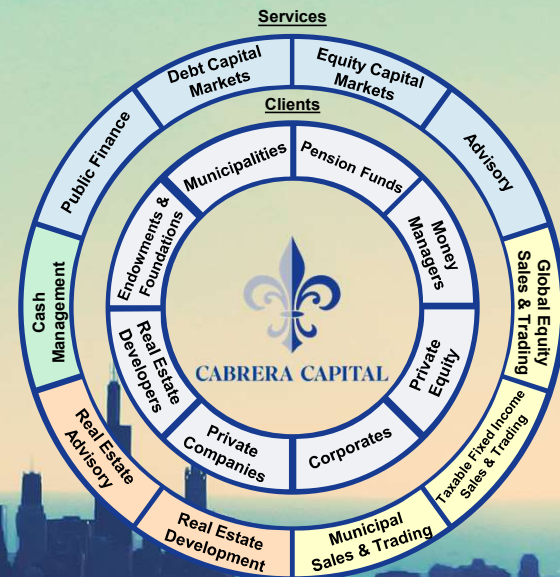 Services
Debt Capital
Markets
Equity Capital
Markets
Advisory
Global Equity
Sales & Trading
Taxable Fixed Income
Sales & Trading
Municipal
Sales & Trading
Real Estate
Development
Real Estate
Advisory
Cash
Management
Public Finance
Clients
Municipalities
Pension Funds
Money
Managers
Private
Equity
Corporates
Private
Companies
Real Estate
Developers
Endowments &
Foundations
CABRERA CAPITAL